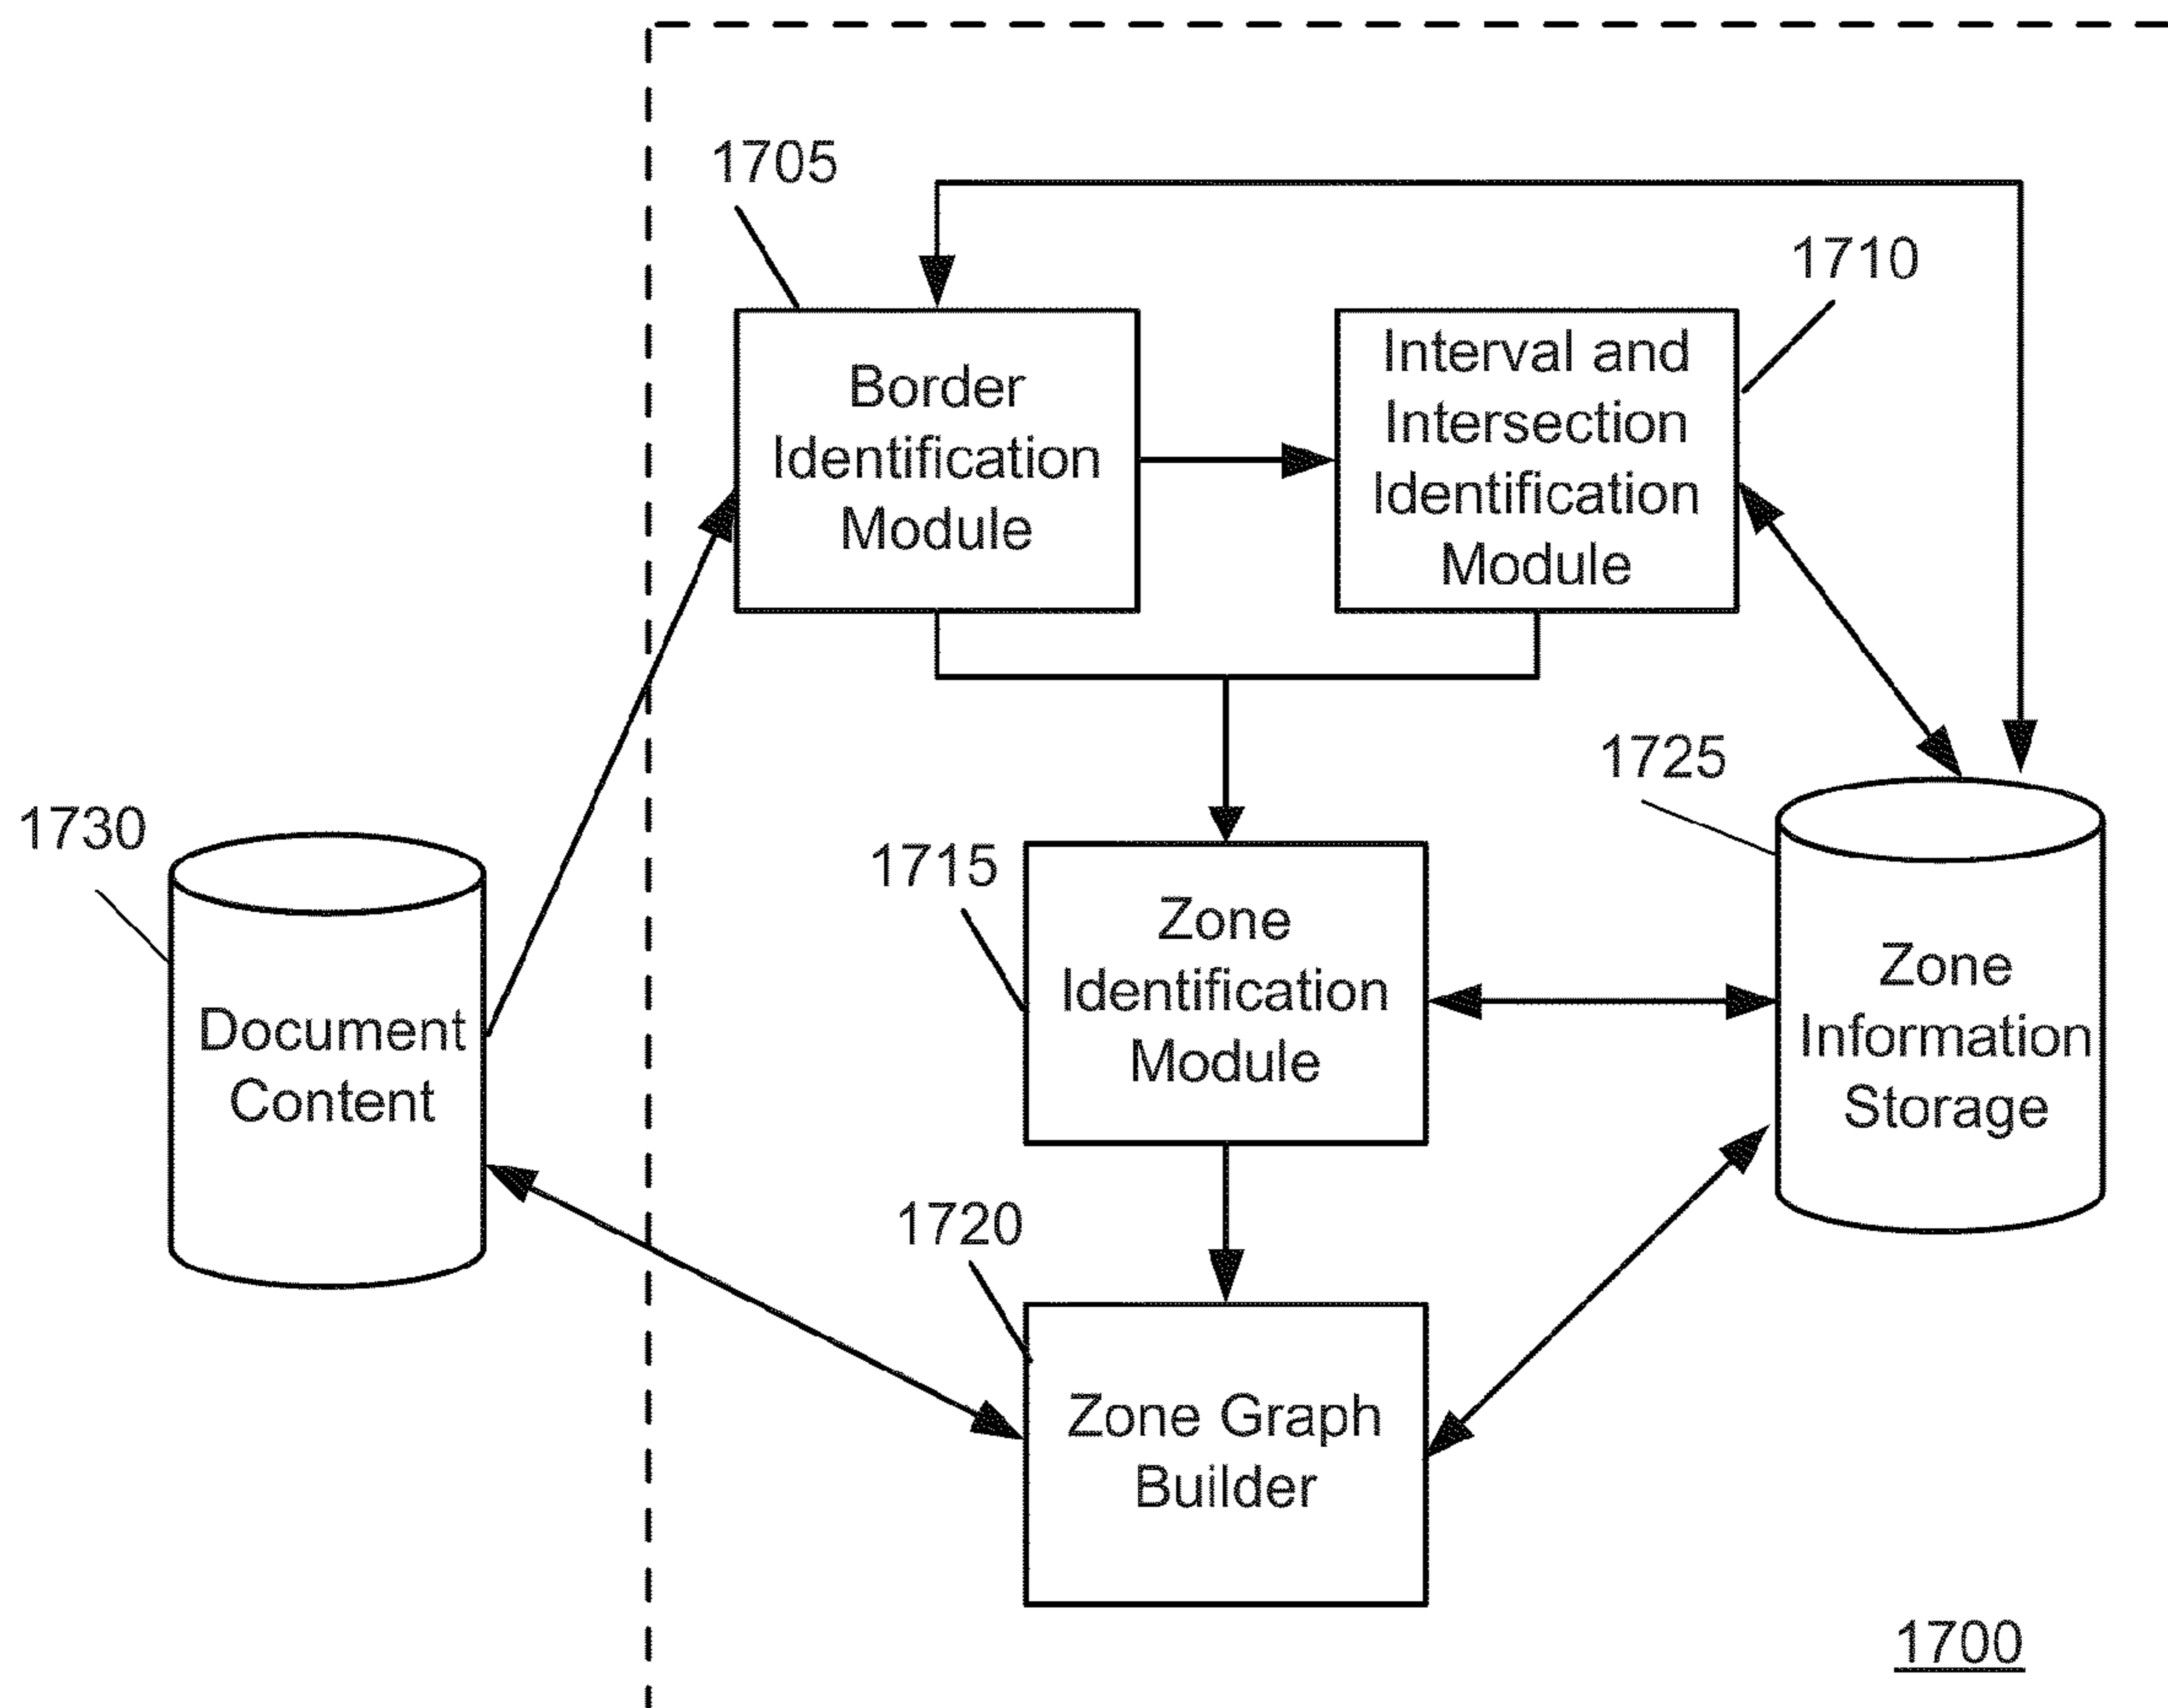 1705
1710
Border
Identification
Module
Interval and
Intersection
Identification
Module
1725
1730
1715
Document
Content
Zone
Identification
Module
Zone
Information
Storage
1720
Zone Graph
Builder
1700